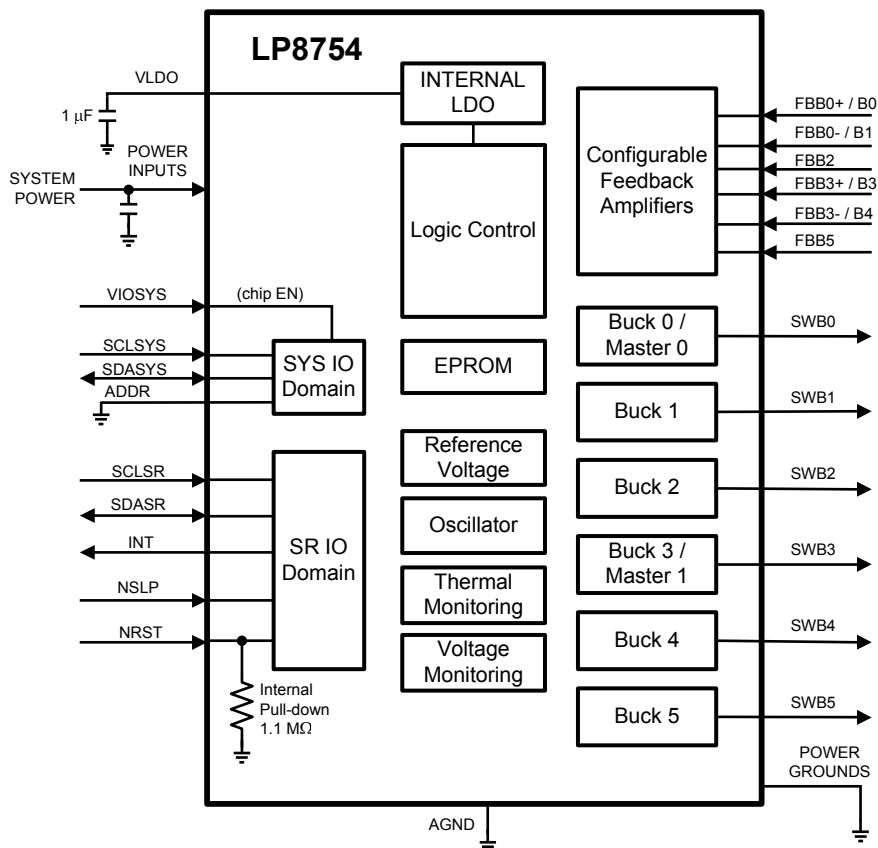 LP8754
VLDO
1 μF
INTERNAL
LDO
POWER
INPUTS
SYSTEM
POWER
Logic Control
Configurable
Feedback
Amplifiers
FBB0+ / B0
FBB0- / B1
FBB2
FBB3+ / B3
FBB3- / B4
FBB5
VIOSYS
(chip EN)
SCLSYS
SDASYS
ADDR
SYS IO
Domain
EPROM
Buck 0 /
Master 0
SWB0
Buck 1
SWB1
Reference
Voltage
Buck 2
SWB2
SCLSR
SDASR
INT
NSLP
NRST
SR IO
Domain
Oscillator
Buck 3 /
Master 1
SWB3
Thermal
Monitoring
Buck 4
SWB4
Voltage
Monitoring
Internal
Pull-down
1.1 MΩ
Buck 5
SWB5
POWER
GROUNDS
AGND